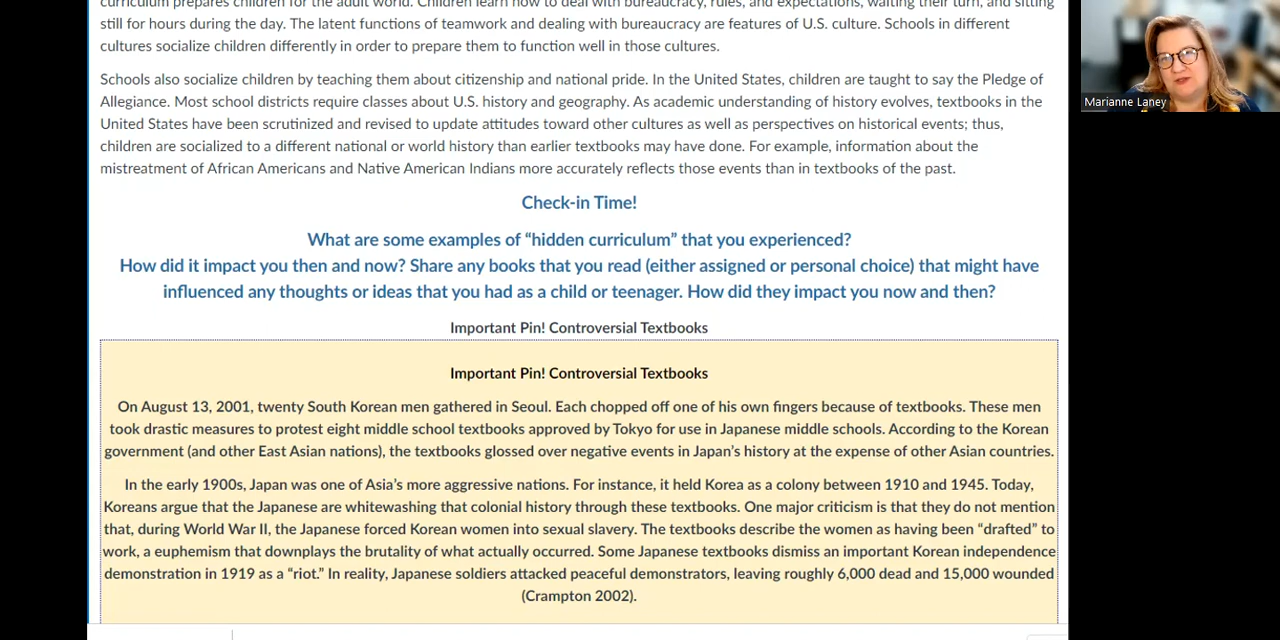 curriculum prepares children for the adult world. Children learn how to deal with bureaucracy, rules, and expectations, waiting their turn, and sitting
still for hours during the day. The latent functions of teamwork and dealing with bureaucracy are features of U.S. culture. Schools in different
cultures socialize children differently in order to prepare them to function well in those cultures.
Schools also socialize children by teaching them about citizenship and national pride. In the United States, children are taught to say the Pledge of
Allegiance. Most school districts require classes about U.S. history and geography. As academic understanding of history evolves, textbooks in the
United States have been scrutinized and revised to update attitudes toward other cultures as well as perspectives on historical events; thus,
children are socialized to a different national or world history than earlier textbooks may have done. For example, information about the
mistreatment of African Americans and Native American Indians more accurately reflects those events than in textbooks of the past.
Check-in Time!
What are some examples of “hidden curriculum” that you experienced?
How did it impact you then and now? Share any books that you read (either assigned or personal choice) that might have
influenced any thoughts or ideas that you had as a child or teenager. How did they impact you now and then?
Important Pin! Controversial Textbooks
Important Pin! Controversial Textbooks
On August 13, 2001, twenty South Korean men gathered in Seoul. Each chopped off one of his own fingers because of textbooks. These men
took drastic measures to protest eight middle school textbooks approved by Tokyo for use in Japanese middle schools. According to the Korean
government (and other East Asian nations), the textbooks glossed over negative events in Japan’s history at the expense of other Asian countries.
In the early 1900s, Japan was one of Asia’s more aggressive nations. For instance, it held Korea as a colony between 1910 and 1945. Today,
Koreans argue that the Japanese are whitewashing that colonial history through these textbooks. One major criticism is that they do not mention
that, during World War II, the Japanese forced Korean women into sexual slavery. The textbooks describe the women as having been “drafted” to
work, a euphemism that downplays the brutality of what actually occurred. Some Japanese textbooks dismiss an important Korean independence
demonstration in 1919 as a “riot.” In reality, Japanese soldiers attacked peaceful demonstrators, leaving roughly 6,000 dead and 15,000 wounded
(Crampton 2002).
Marianne Laney